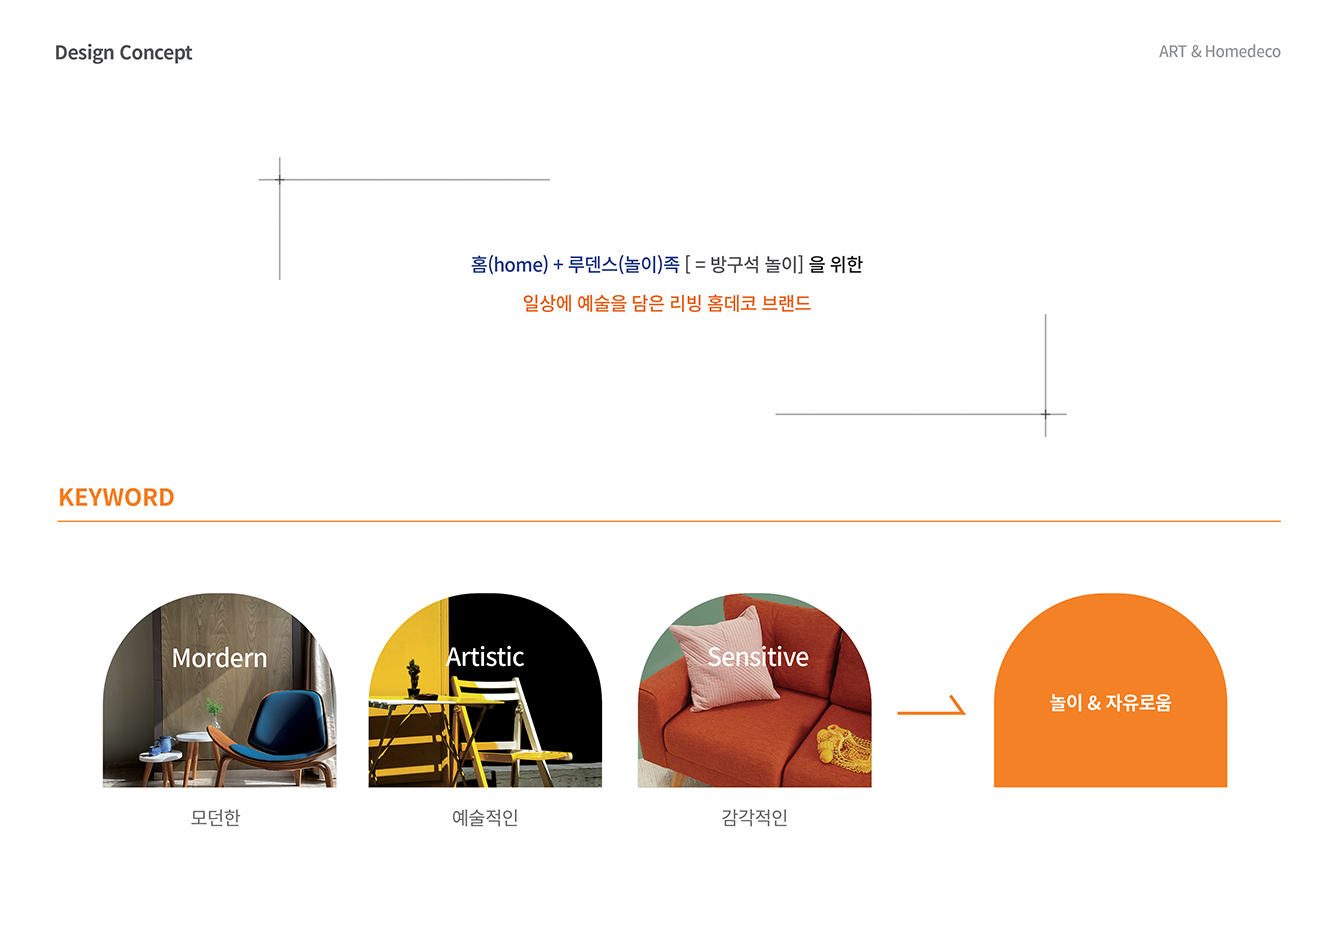 Design Concept
ART & Homedeco
홈(home) + 루덴스(놀이)족 [ = 방구석 놀이] 을 위한
일상에 예술을 담은 리빙 홈데코 브랜드
KEYWORD
Mordern
Artistic
Sensitive
놀이 & 자유로움
모던한
예술적인
감각적인